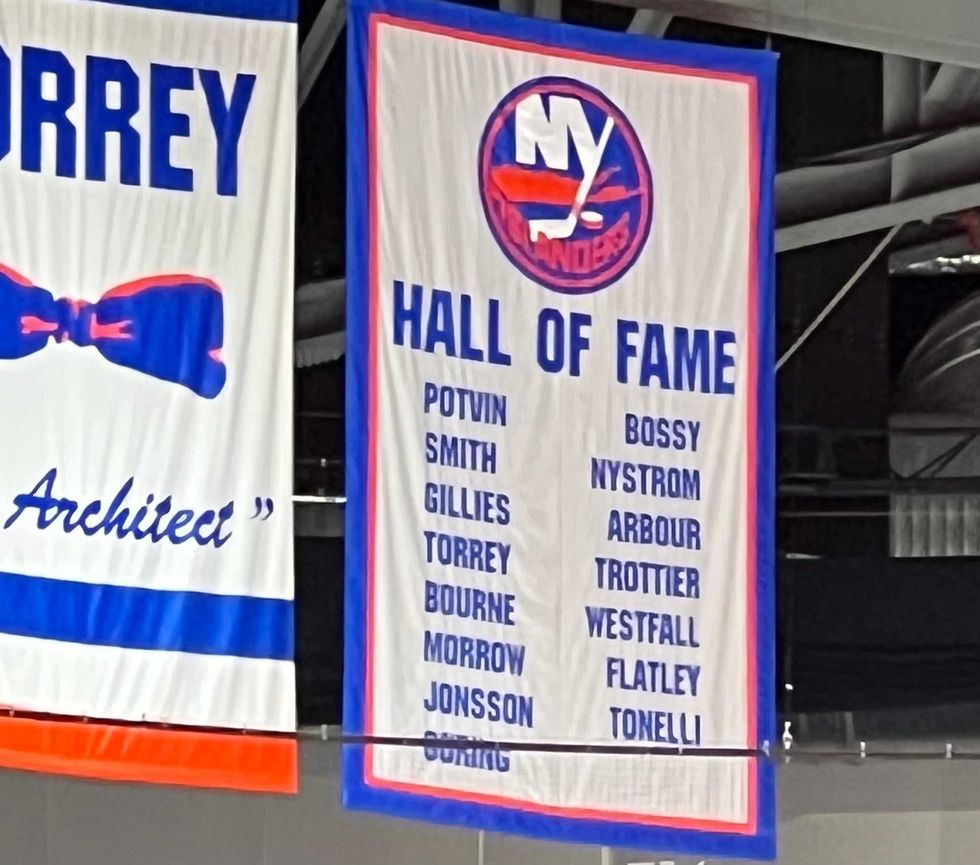 ORREY
Architect”
NY
ISLANDERS
HALL OF FAME
POTVIN
SMITH
GILLIES
TORREY
BOURNE
MORROW
JONSSON
GORING
BOSSY
NYSTROM
ARBOUR
TROTTIER
WESTFALL
FLATLEY
TONELLI